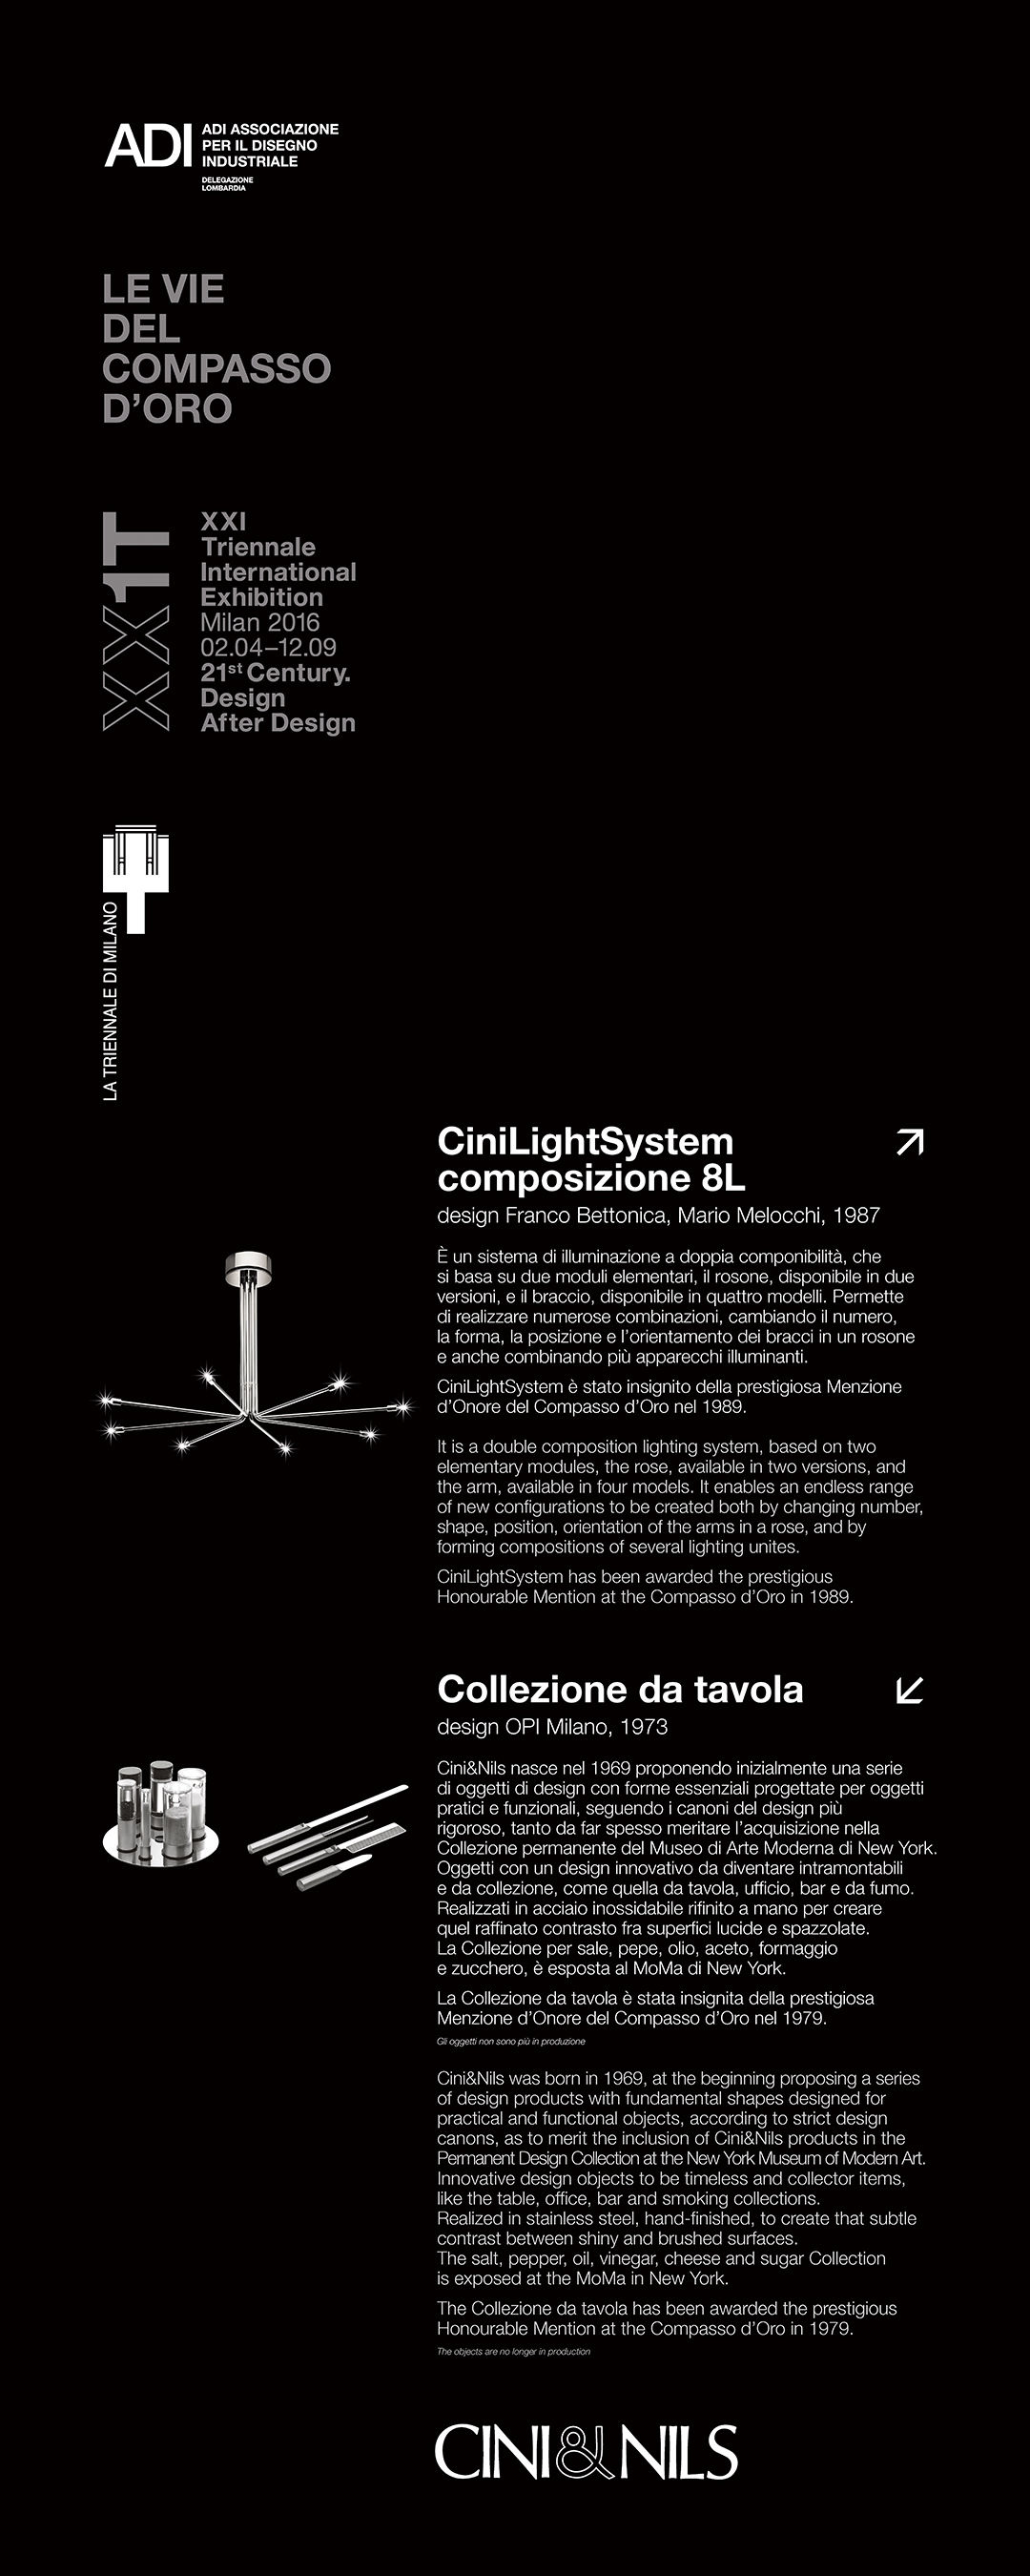 ADI
ADI ASSOCIAZIONE
PER IL DISEGNO
INDUSTRIALE
DELEGAZIONE
LOMBARDIA
LE VIE
DEL
COMPASSO
D’ORO
XX1T
XXI
Triennale
International
Exhibition
Milan 2016
02.04–12.09
21st Century.
Design
After Design
LA TRIENNALE DI MILANO
CiniLightSystem
composizione 8L
design Franco Bettonica, Mario Melocchi, 1987
È un sistema di illuminazione a doppia componibilità, che
si basa su due moduli elementari, il rosone, disponibile in due
versioni, e il braccio, disponibile in quattro modelli. Permette
di realizzare numerose combinazioni, cambiando il numero,
la forma, la posizione e l’orientamento dei bracci in un rosone
e anche combinando più apparecchi illuminanti.
CiniLightSystem è stato insignito della prestigiosa Menzione
d’Onore del Compasso d’Oro nel 1989.
It is a double composition lighting system, based on two
elementary modules, the rose, available in two versions, and
the arm, available in four models. It enables an endless range
of new configurations to be created both by changing number,
shape, position, orientation of the arms in a rose, and by
forming compositions of several lighting unites.
CiniLightSystem has been awarded the prestigious
Honourable Mention at the Compasso d’Oro in 1989.
Collezione da tavola
design OPI Milano, 1973
Cini&Nils nasce nel 1969 proponendo inizialmente una serie
di oggetti di design con forme essenziali progettate per oggetti
pratici e funzionali, seguendo i canoni del design più
rigoroso, tanto da far spesso meritare l’acquisizione nella
Collezione permanente del Museo di Arte Moderna di New York.
Oggetti con un design innovativo da diventare intramontabili
e da collezione, come quella da tavola, ufficio, bar e da fumo.
Realizzati in acciaio inossidabile rifinito a mano per creare
quel raffinato contrasto fra superfici lucide e spazzolate.
La Collezione per sale, pepe, olio, aceto, formaggio
e zucchero, è esposta al MoMa di New York.
La Collezione da tavola è stata insignita della prestigiosa
Menzione d’Onore del Compasso d’Oro nel 1979.
Gli oggetti non sono più in produzione
Cini&Nils was born in 1969, at the beginning proposing a series
of design products with fundamental shapes designed for
practical and functional objects, according to strict design
canons, as to merit the inclusion of Cini&Nils products in the
Permanent Design Collection at the New York Museum of Modern Art.
Innovative design objects to be timeless and collector items,
like the table, office, bar and smoking collections.
Realized in stainless steel, hand-finished, to create that subtle
contrast between shiny and brushed surfaces.
The salt, pepper, oil, vinegar, cheese and sugar Collection
is exposed at the MoMa in New York.
The Collezione da tavola has been awarded the prestigious
Honourable Mention at the Compasso d’Oro in 1979.
The objects are no longer in production
CINI&NILS